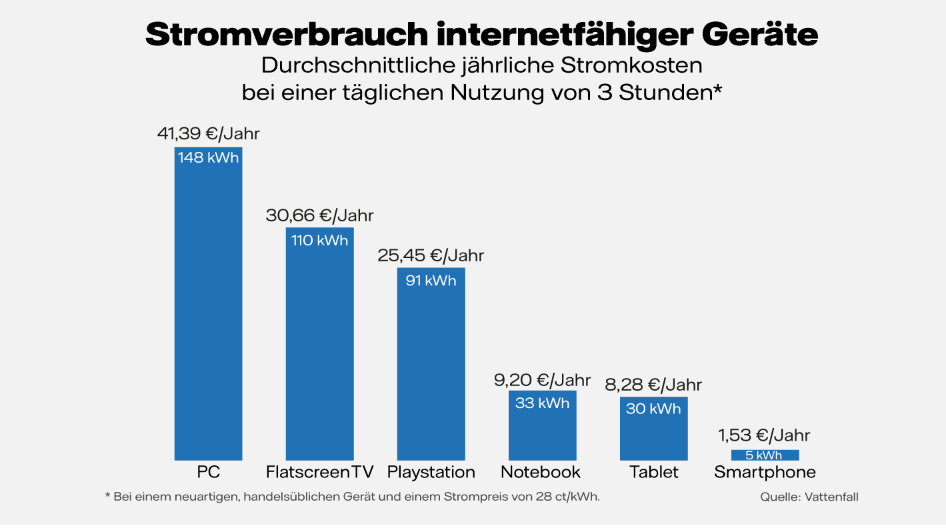 Stromverbrauch internetfähiger Geräte
Durchschnittliche jährliche Stromkosten
bei einer täglichen Nutzung von 3 Stunden*
41,39 €/Jahr
148 kWh
30,66 €/Jahr
110 kWh
25,45 €/Jahr
91 kWh
9,20 €/Jahr
33 kWh
8,28 €/Jahr
30 kWh
1,53 €/Jahr
5 kWh
PC
Flatscreen TV
Playstation
Notebook
Tablet
Smartphone
* Bei einem neuartigen, handelsüblichen Gerät und einem Strompreis von 28 ct/kWh.
Quelle: Vattenfall